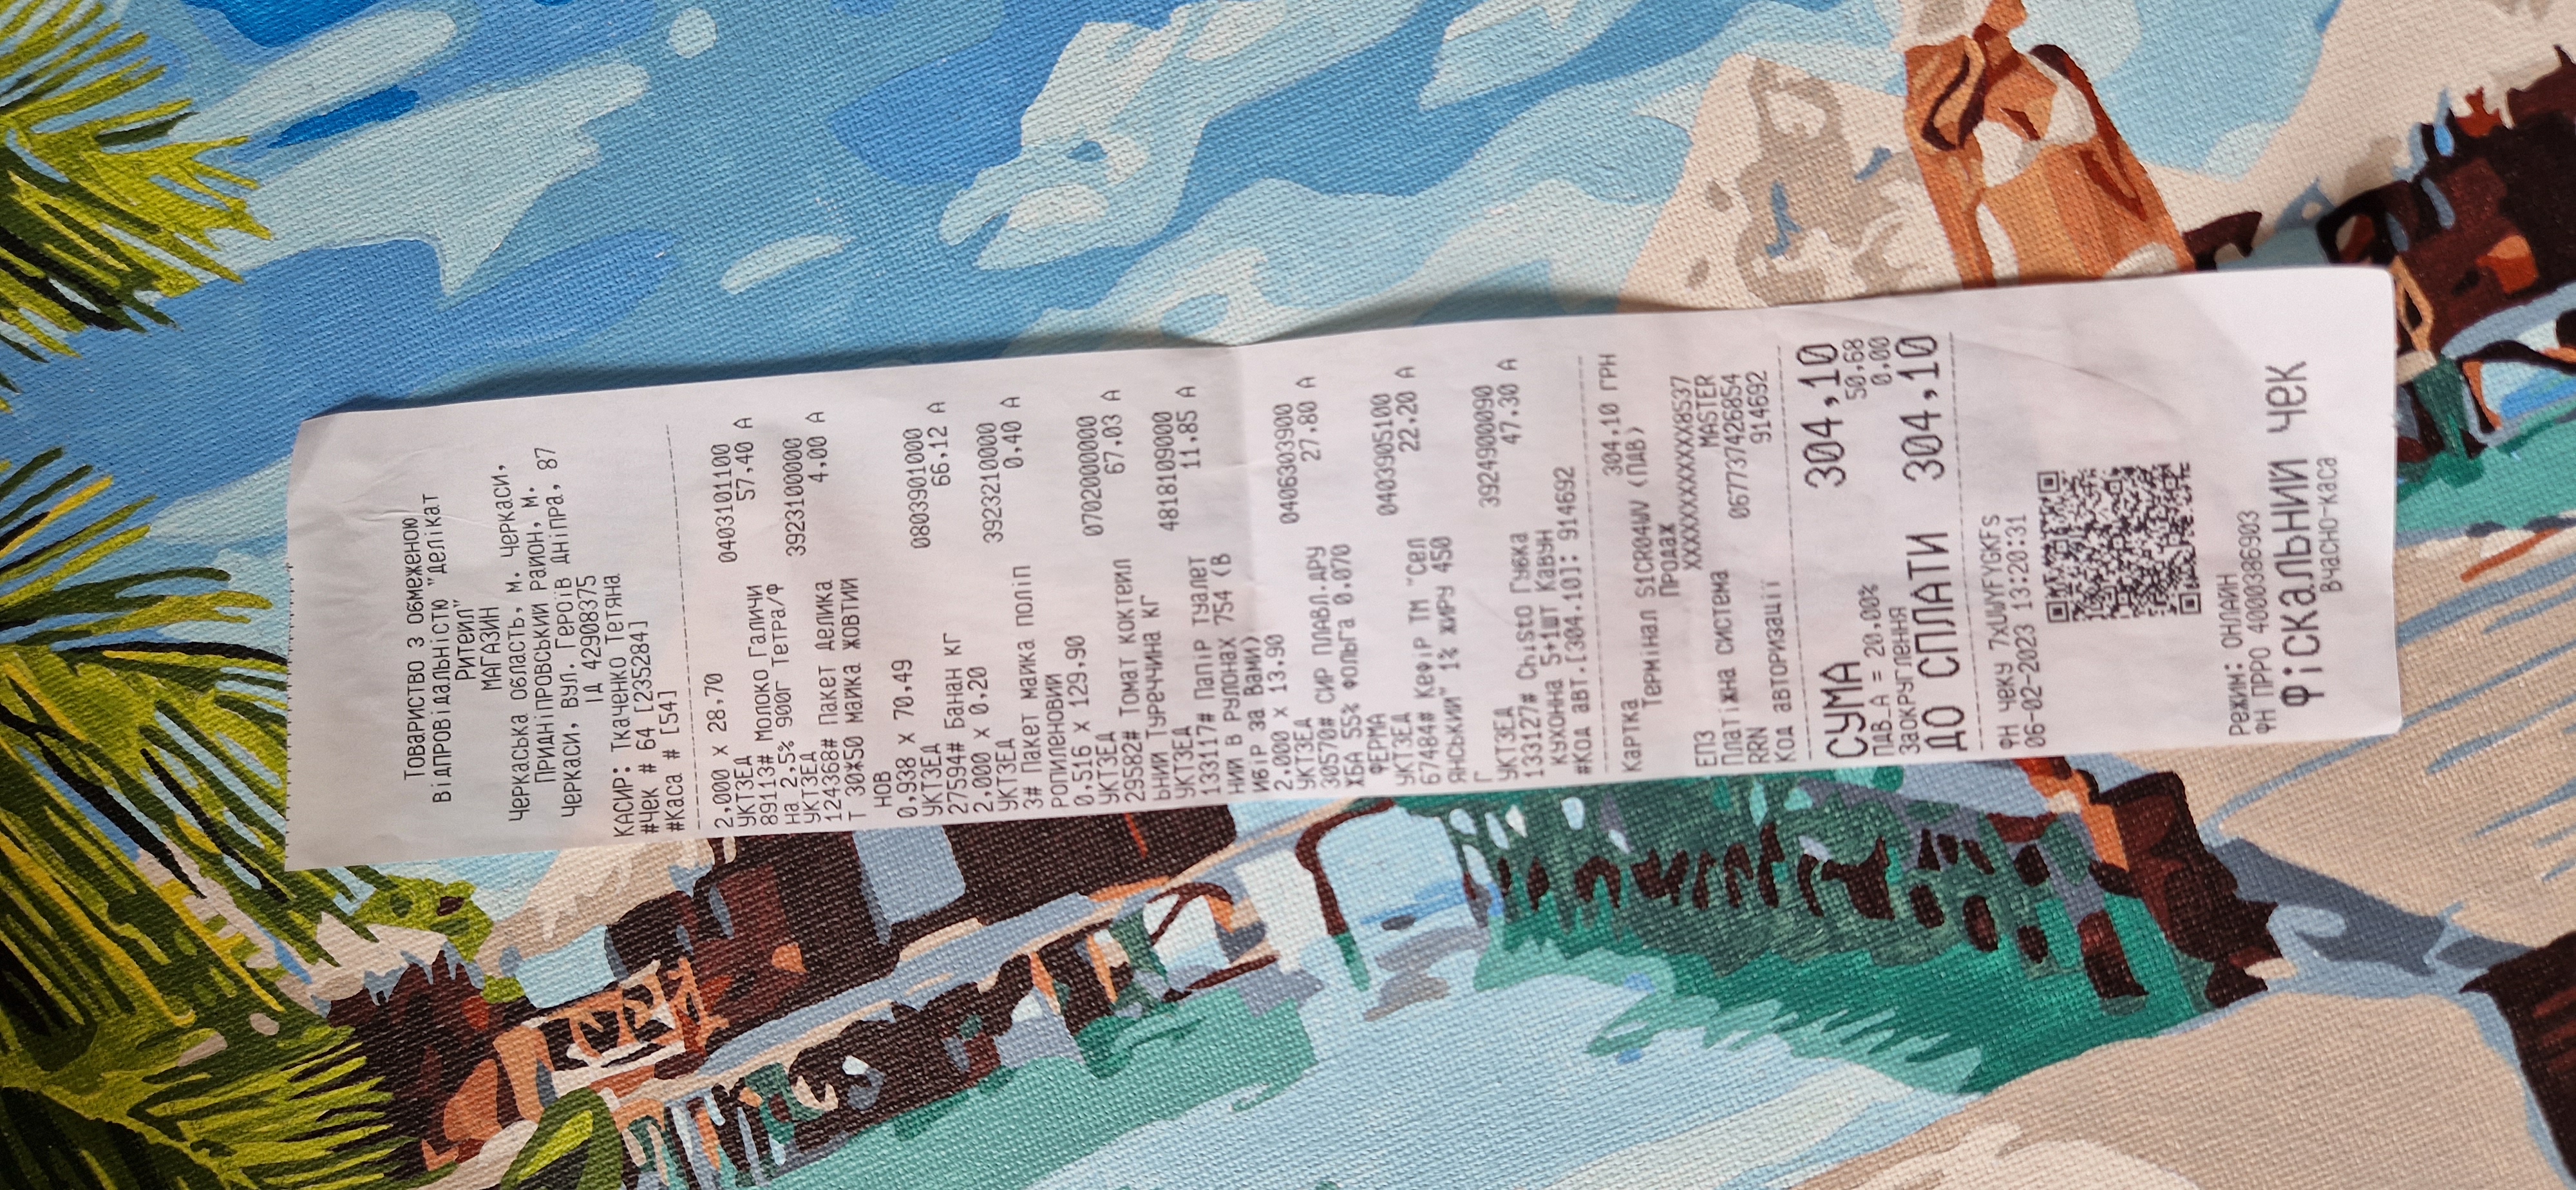 Товариство з обмеженою
відповідальністю "Делікат
Ритейл"
МАГАЗИН
Черкаська область, м. Черкаси,
Придніпровський район, м.
Черкаси, вул. Героїв Дніпра, 87
ІД 42908375
КАСИР: Ткаченко Тетяна
#Чек # 64 [235284]
#Каса # [54]
2,000 x 28,70
УКТЗЕД 0403101100
89113# Молоко Галичи 57,40 А
на 2,5% 900г Тетра/Ф
УКТЗЕД 3923100000
124368# Пакет Деліка 4,00 А
т 30*50 майка жовтий
НОВ
0,938 x 70,49
УКТЗЕД 0803901000
27594# Банан КГ 66,12 А
2,000 x 0,20
УКТЗЕД 3923210000
3# Пакет майка поліп 0,40 А
ропиленовий
0,516 x 129,90
УКТЗЕД 0702000000
29582# Томат коктейл 67,03 А
ьний Туреччина КГ
УКТЗЕД 4818109000
133117# Папір туалет 11,85 А
ний в рулонах 754 (В
ибір за Вами)
2,000 x 13,90
УКТЗЕД 0406303900
30570# СИР ПЛАВЛ.ДРУ 27,80 А
ЖБА 55% Фольга 0.070
ФЕРМА
УКТЗЕД 0403905100
67484# Кефір ТМ "Сел 22,20 А
янський" 1% жиру 450
г
УКТЗЕД 3924900090
133127# Chisto Губка 47,30 А
кухонна 5+1шт Кавун
#Код авт.[304.10]: 914692
Картка 304,10 ГРН
Термінал S1CR04WV (ПАВ)
Продаж
ЕПЗ XXXXXXXXXXXX8537
Платіжна система MASTER
RRN 067737426854
Код авторизації 914692
СУМА 304,10
ПДВ_А = 20,00% 50,68
Заокруглення 0,00
ДО СПЛАТИ 304,10
ФН чеку 7xUWyFYGKFs
06-02-2023 13:20:31
Режим: ОНЛАЙН
ФН ПРРО 4000386903
Фіскальний чек
Вчасно-каса